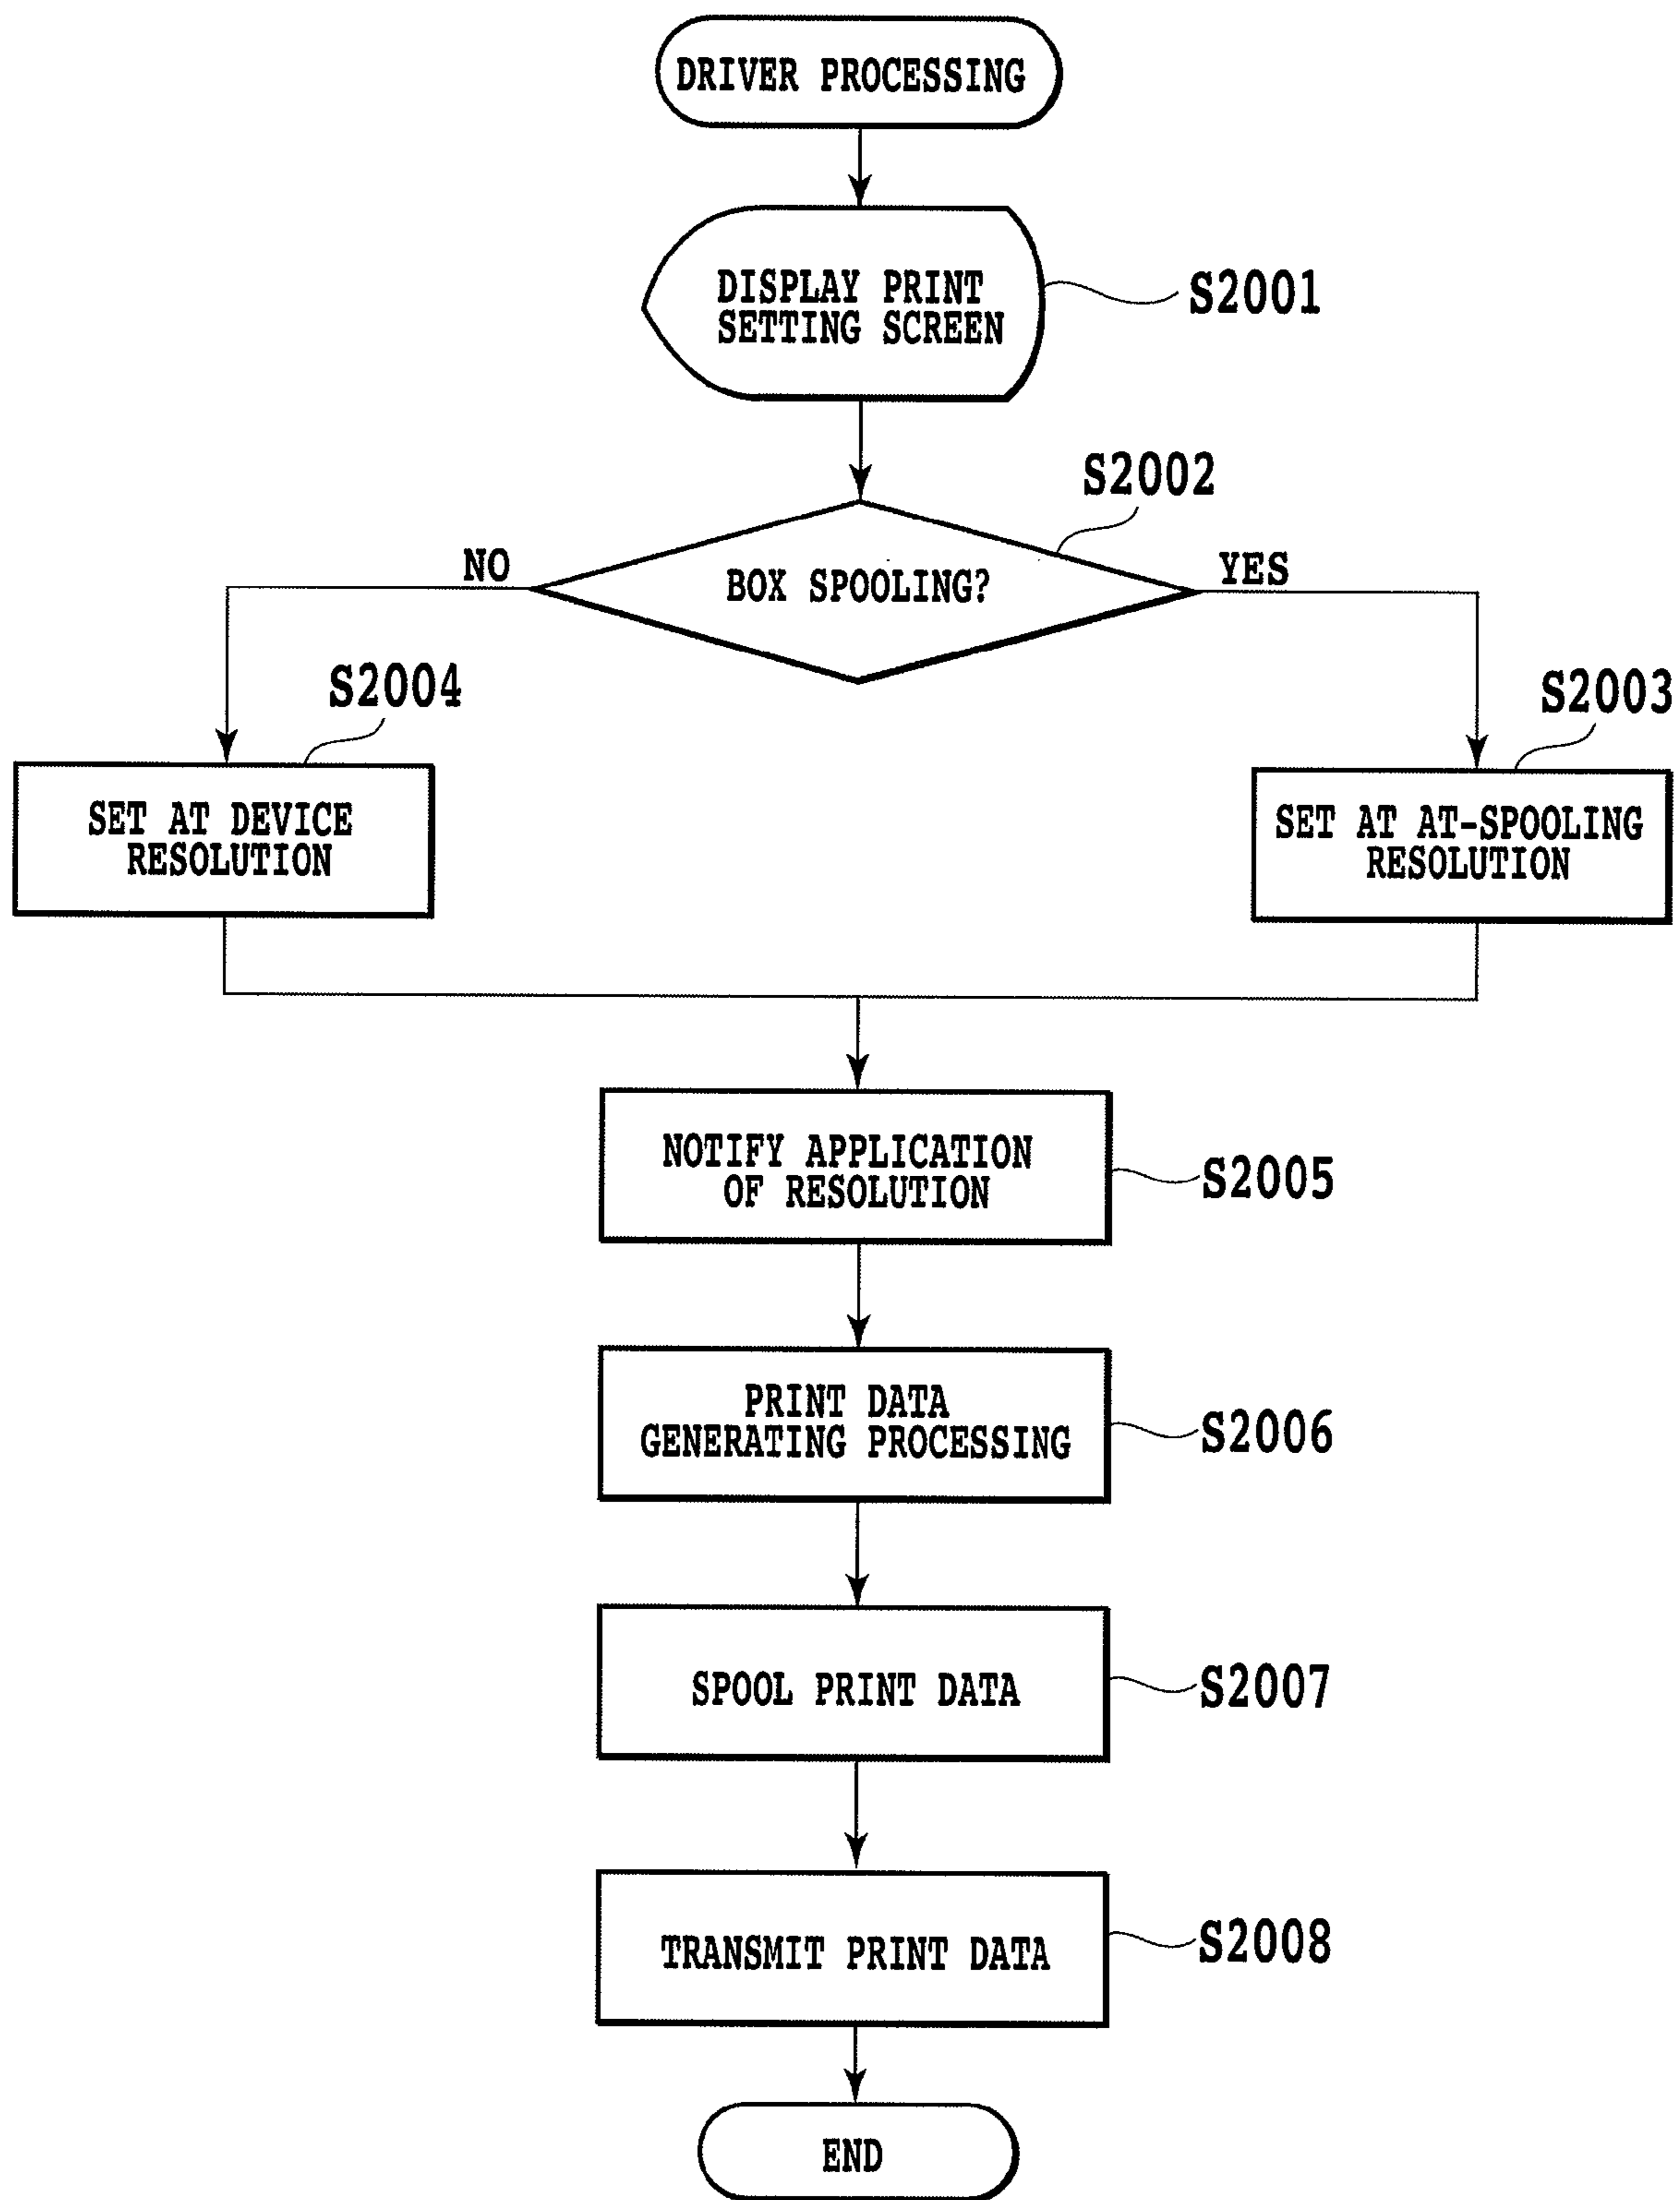 DRIVER PROCESSING
DISPLAY PRINT
SETTING SCREEN
S2001
S2002
NO
BOX SPOOLING?
YES
S2004
S2003
SET AT DEVICE
RESOLUTION
SET AT AT-SPOOLING
RESOLUTION
NOTIFY APPLICATION
OF RESOLUTION
S2005
PRINT DATA
GENERATING PROCESSING
S2006
SPOOL PRINT DATA
S2007
TRANSMIT PRINT DATA
S2008
END